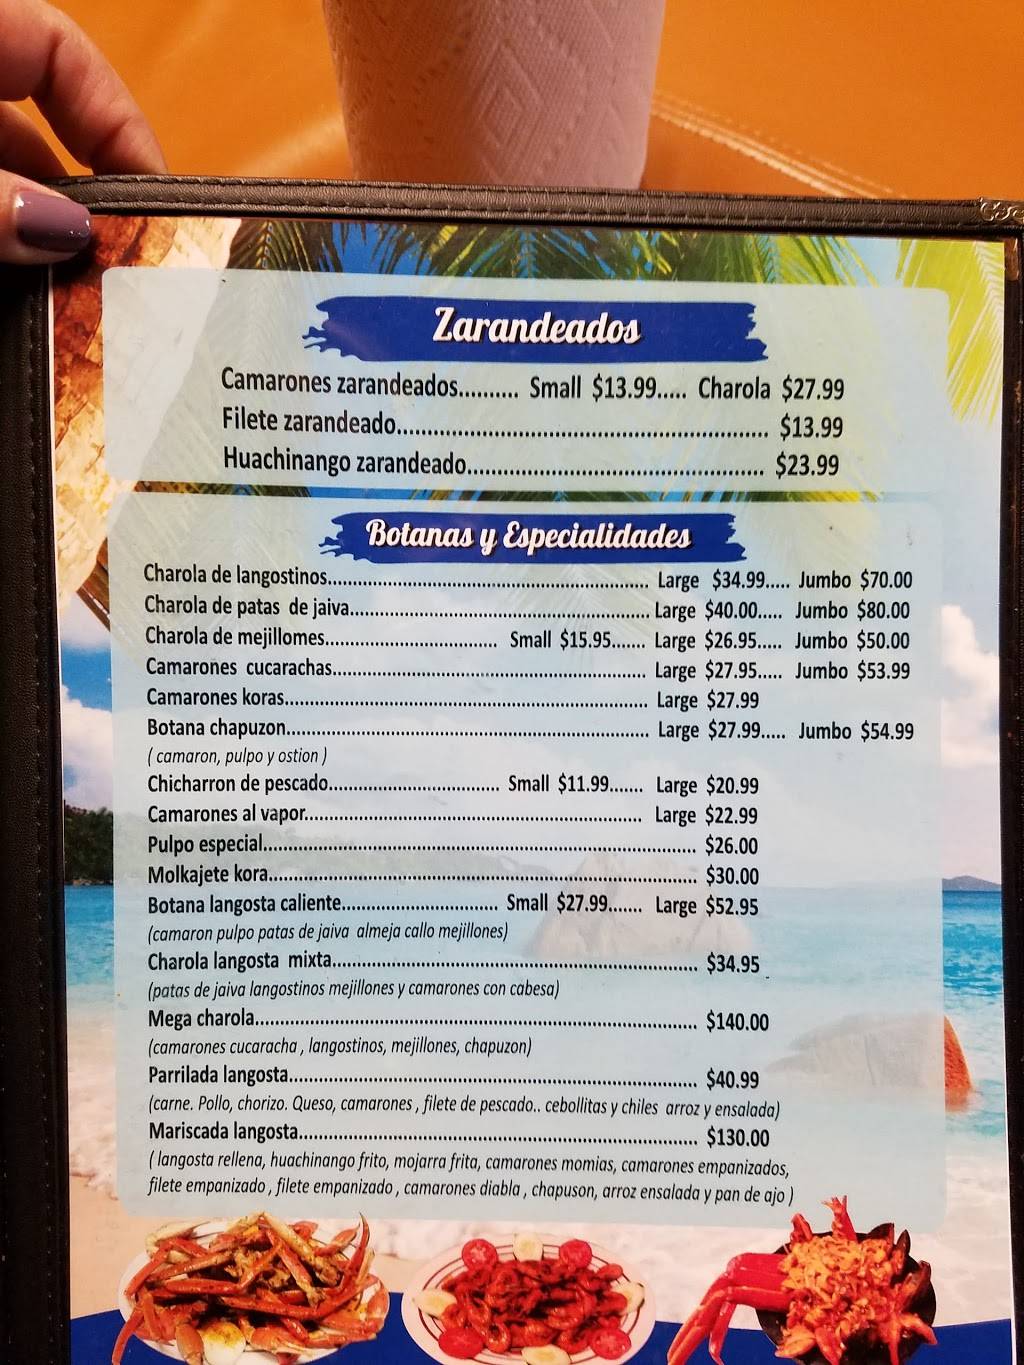 Zarandeados
Camarones zarandeados.......... Small $13.99..... Charola $27.99
Filete zarandeado.............................................................. $13.99
Huachinango zarandeado................................................. $23.99
Botanas y Especialidades
Charola de langostinos........................................................ Large $34.99..... Jumbo $70.00
Charola de patas de jaiva.................................................... Large $40.00..... Jumbo $80.00
Charola de mejillomes.............................. Small $15.95....... Large $26.95..... Jumbo $50.00
Camarones cucarachas...................................................... Large $27.95..... Jumbo $53.99
Camarones koras............................................................... Large $27.99
Botana chapuzon............................................................... Large $27.99..... Jumbo $54.99
( camaron, pulpo y ostion )
Chicharron de pescado.............................. Small $11.99....... Large $20.99
Camarones al vapor........................................................... Large $22.99
Pulpo especial........................................................................... $26.00
Molkajete kora.......................................................................... $30.00
Botana langosta caliente........................... Small $27.99....... Large $52.95
(camaron pulpo patas de jaiva almeja callo mejillones)
Charola langosta mixta............................................................... $34.95
(patas de jaiva langostinos mejillones y camarones con cabesa)
Mega charola............................................................................. $140.00
(camarones cucaracha , langostinos, mejillones, chapuzon)
Parrilada langosta....................................................................... $40.99
(carne. Pollo, chorizo. Queso, camarones , filete de pescado.. cebollitas y chiles arroz y ensalada)
Mariscada langosta..................................................................... $130.00
( langosta rellena, huachinango frito, mojarra frita, camarones momias, camarones empanizados,
filete empanizado , filete empanizado , camarones diabla , chapuson, arroz ensalada y pan de ajo )